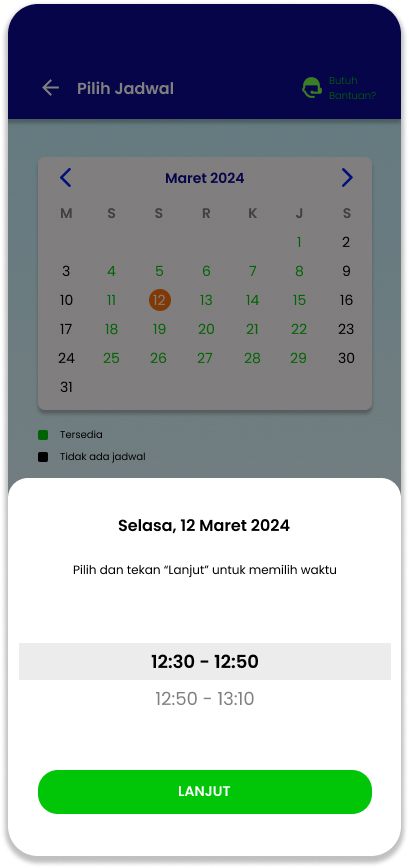 Pilih Jadwal
Butuh
Bantuan?
Maret 2024
M S S R K J S
1 2
3 4 5 6 7 8 9
10 11 12 13 14 15 16
17 18 19 20 21 22 23
24 25 26 27 28 29 30
31
Tersedia
Tidak ada jadwal
Selasa, 12 Maret 2024
Pilih dan tekan “Lanjut” untuk memilih waktu
12:30 - 12:50
12:50 - 13:10
LANJUT